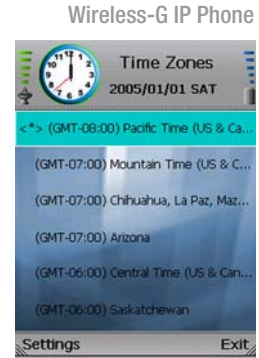 Wireless-G IP Phone
Time Zones
2005/01/01 SAT
<*> (GMT-08:00) Pacific Time (US & Ca...
(GMT-07:00) Mountain Time (US & C...
(GMT-07:00) Chihuahua, La Paz, Maz...
(GMT-07:00) Arizona
(GMT-06:00) Central Time (US & Can...
(GMT-06:00) Saskatchewan
Settings
Exit